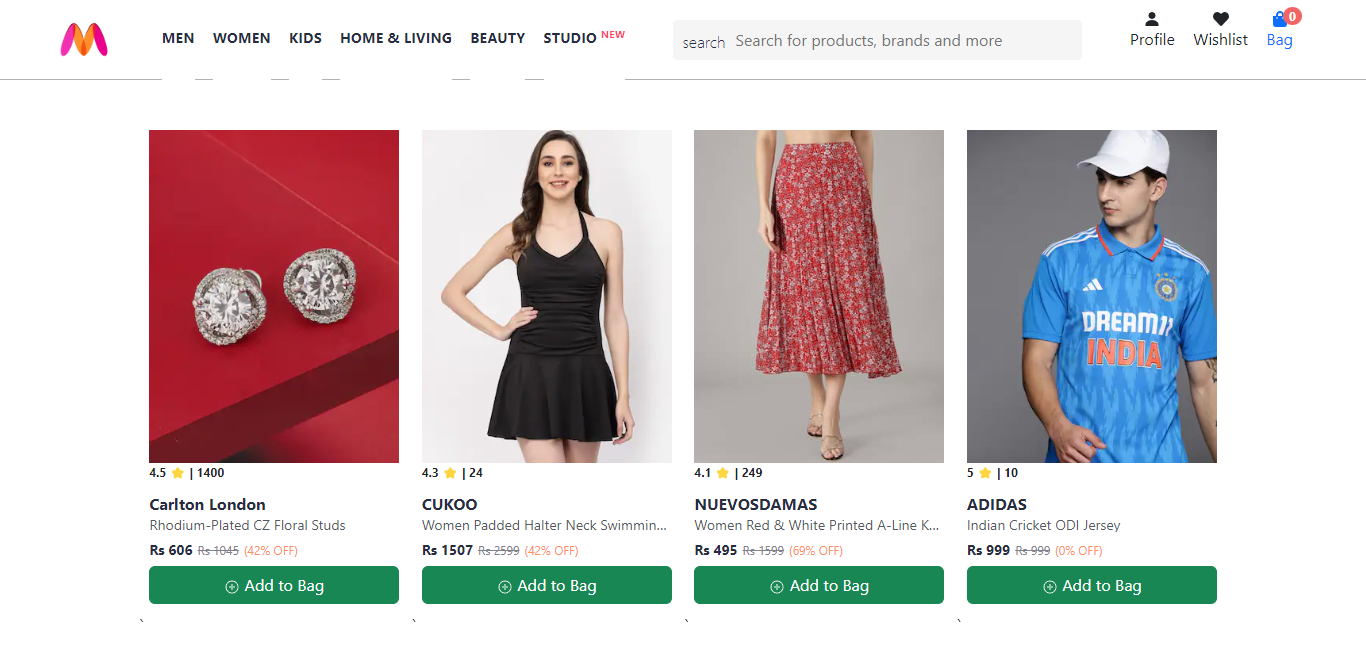 MEN WOMEN KIDS HOME & LIVING BEAUTY STUDIO NEW
search Search for products, brands and more
0
Profile Wishlist Bag
DREAM11
INDIA
4.5 ⭐ | 1400
Carlton London
Rhodium-Plated CZ Floral Studs
Rs 606 Rs 1045 (42% OFF)
Add to Bag
`
4.3 ⭐ | 24
CUKOO
Women Padded Halter Neck Swimmin...
Rs 1507 Rs 2599 (42% OFF)
Add to Bag
`
4.1 ⭐ | 249
NUEVOSDAMAS
Women Red & White Printed A-Line K...
Rs 495 Rs 1599 (69% OFF)
Add to Bag
`
5 ⭐ | 10
ADIDAS
Indian Cricket ODI Jersey
Rs 999 Rs 999 (0% OFF)
Add to Bag
`